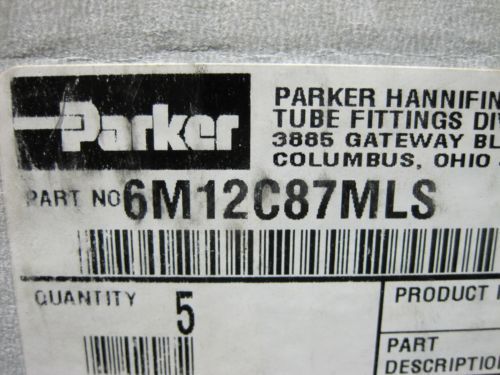 Parker
PARKER HANNIFIN
TUBE FITTINGS DIV
3885 GATEWAY BL
COLUMBUS, OHIO
PART NO 6M12C87MLS
QUANTITY 5
PRODUCT
PART
DESCRIPTION